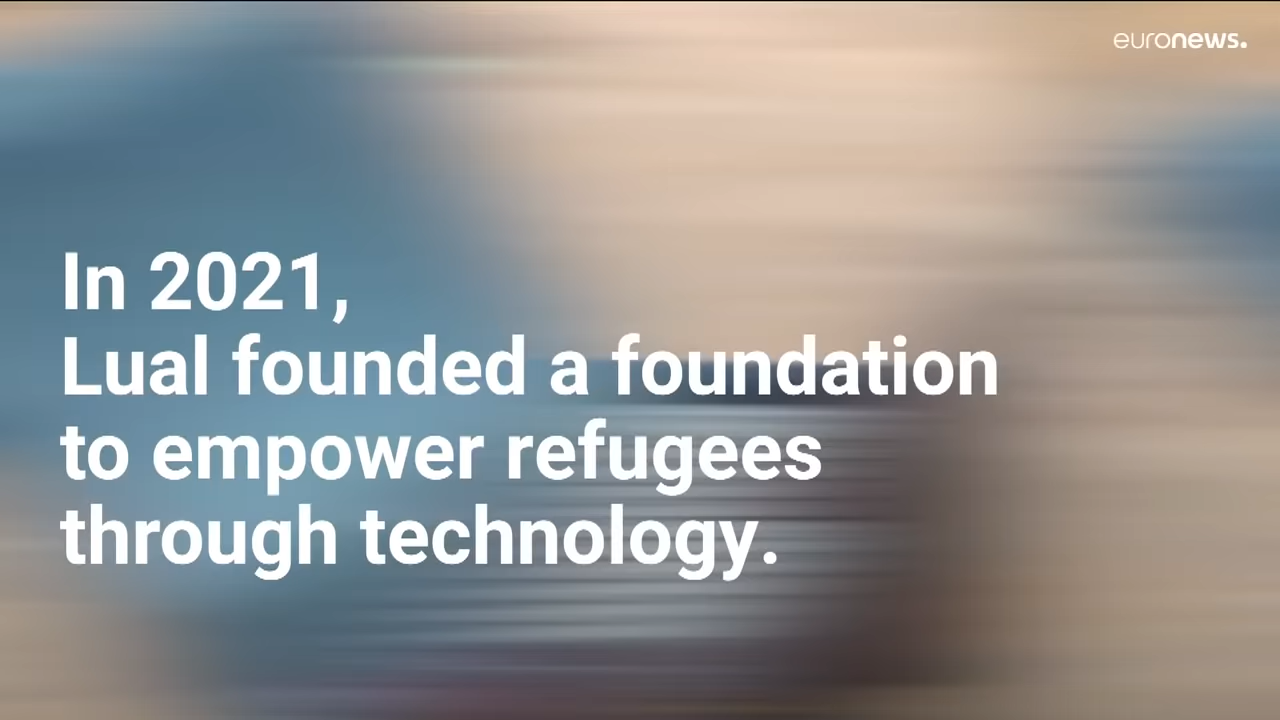 euronews.
In 2021,
Lual founded a foundation
to empower refugees
through technology.